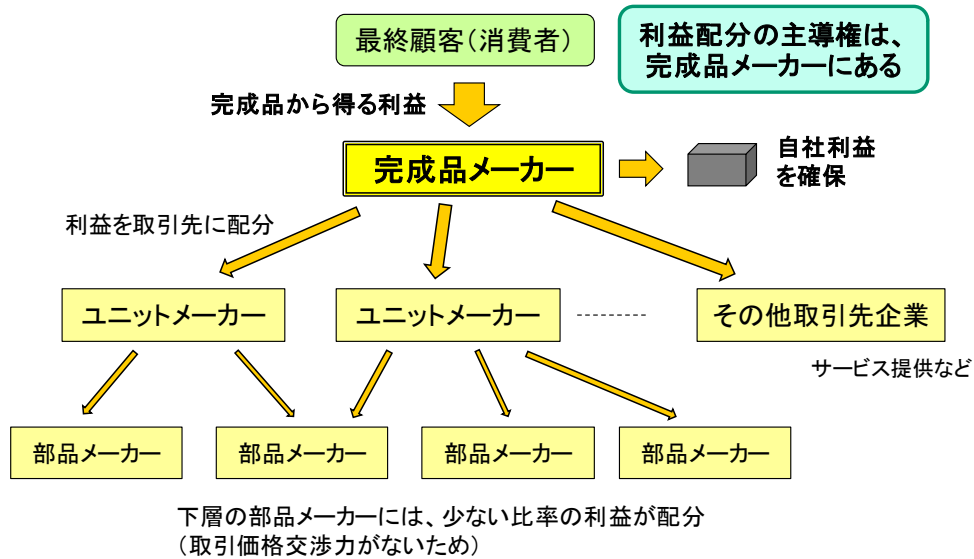 最終顧客(消費者)
利益配分の主導権は、
完成品メーカーにある
完成品から得る利益
完成品メーカー
自社利益
を確保
利益を取引先に配分
ユニットメーカー
ユニットメーカー
その他取引先企業
サービス提供など
部品メーカー
部品メーカー
部品メーカー
部品メーカー
下層の部品メーカーには、少ない比率の利益が配分
(取引価格交渉力がないため)